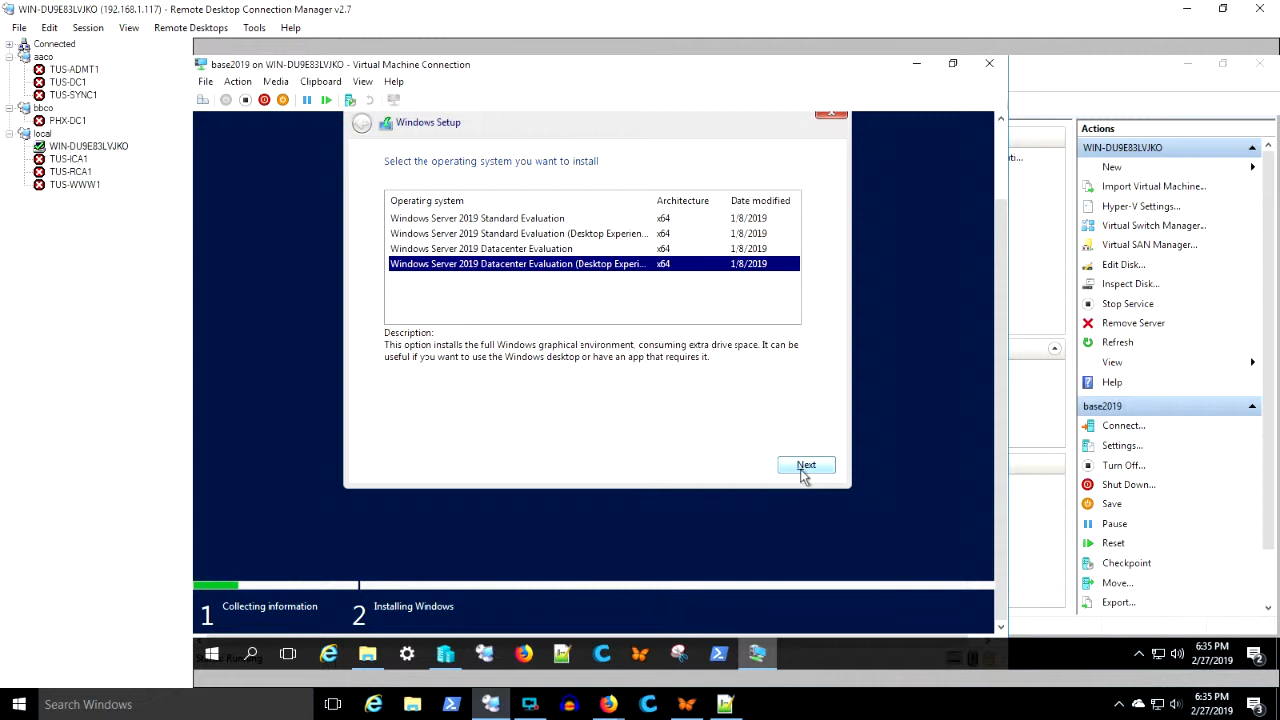 WIN-DU9E83LVJKO (192.168.1.117) - Remote Desktop Connection Manager v2.7
File Edit Session View Remote Desktops Tools Help
Connected
aaco
TUS-ADMT1
TUS-DC1
TUS-SYNC1
bbco
PHX-DC1
local
WIN-DU9E83LVJKO
TUS-ICA1
TUS-RCA1
TUS-WWW1
base2019 on WIN-DU9E83LVJKO - Virtual Machine Connection
File Action Media Clipboard View Help
Windows Setup
Select the operating system you want to install
Operating system Architecture Date modified
Windows Server 2019 Standard Evaluation x64 1/8/2019
Windows Server 2019 Standard Evaluation (Desktop Experien... x64 1/8/2019
Windows Server 2019 Datacenter Evaluation x64 1/8/2019
Windows Server 2019 Datacenter Evaluation (Desktop Experi... x64 1/8/2019
Description:
This option installs the full Windows graphical environment, consuming extra drive space. It can be
useful if you want to use the Windows desktop or have an app that requires it.
Next
1 Collecting information 2 Installing Windows
Actions
WIN-DU9E83LVJKO
New
Import Virtual Machine...
Hyper-V Settings...
Virtual Switch Manager...
Virtual SAN Manager...
Edit Disk...
Inspect Disk...
Stop Service
Remove Server
Refresh
View
Help
base2019
Connect...
Settings...
Turn Off...
Shut Down...
Save
Pause
Reset
Checkpoint
Move...
Export...
6:35 PM
2/27/2019
2
Search Windows
6:35 PM
2/27/2019
2